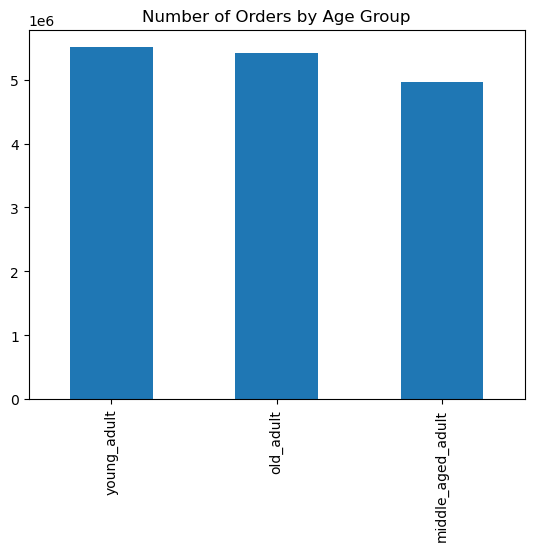 Number of Orders by Age Group
1e6
5
4
3
2
1
0
young_adult
old_adult
middle_aged_adult